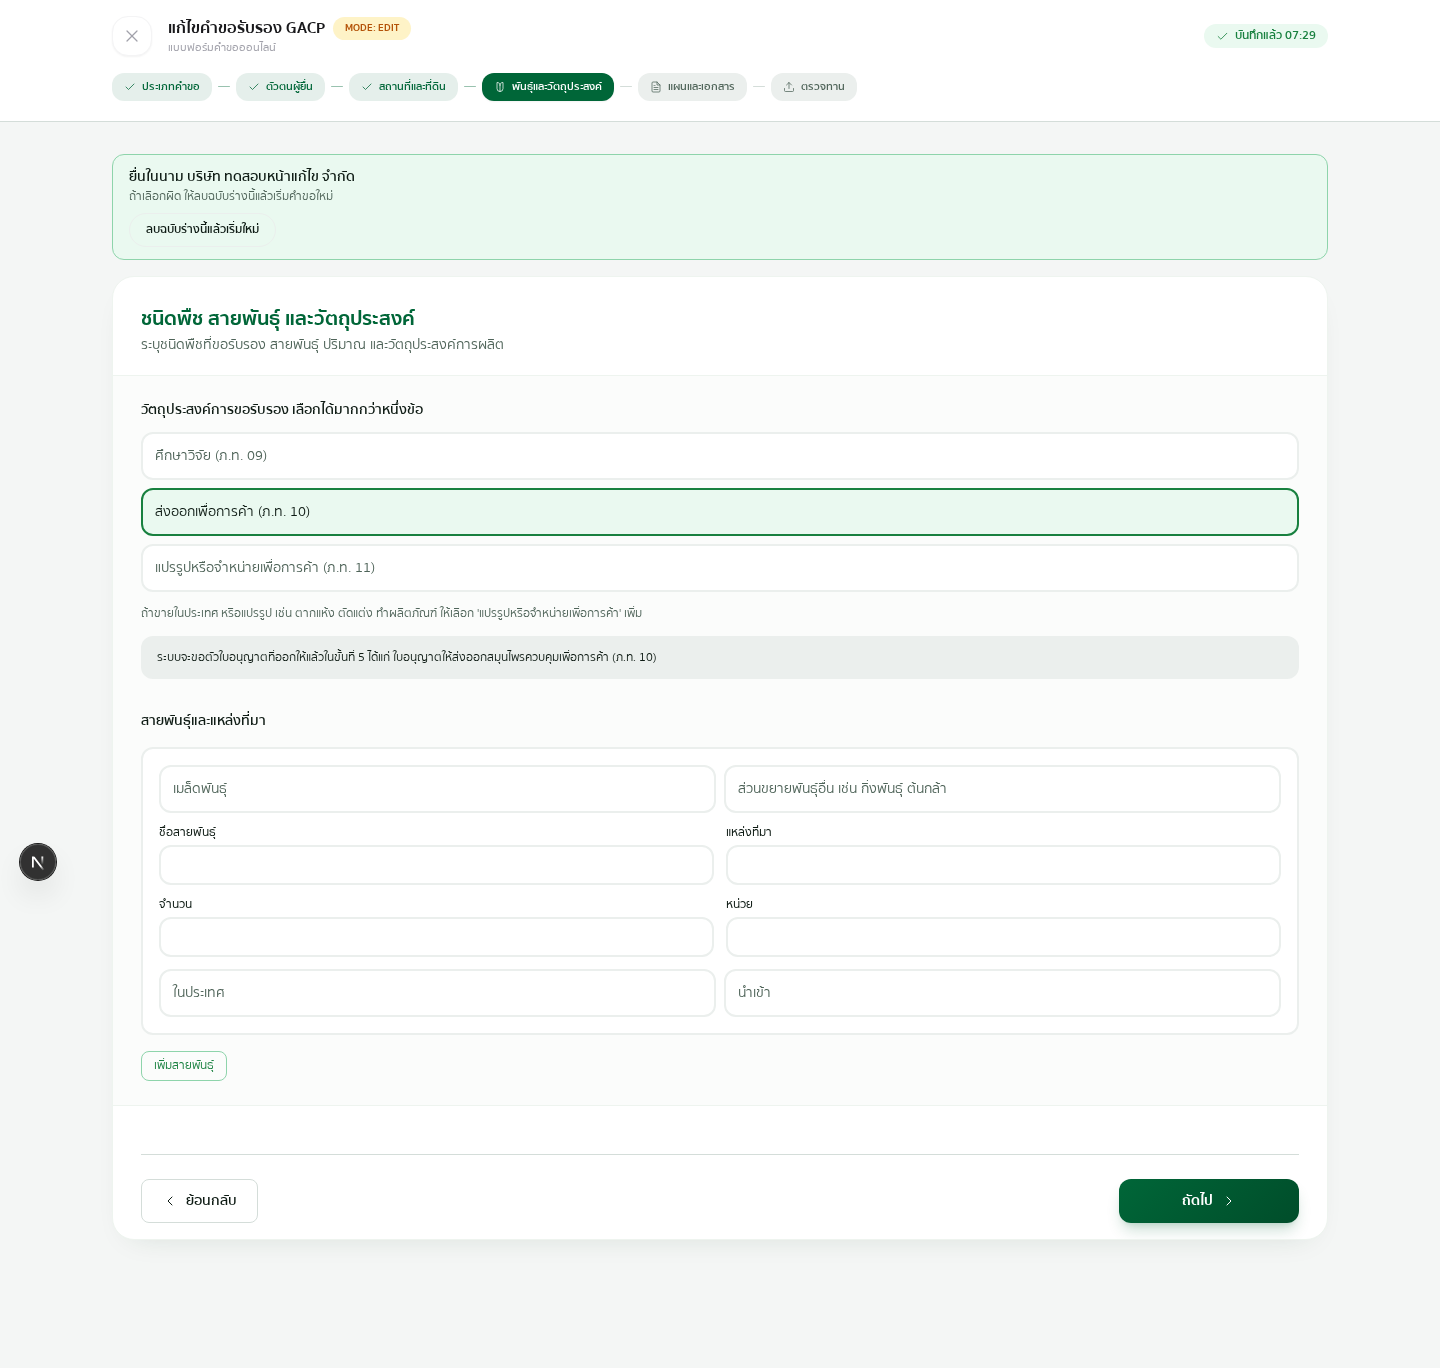 แก้ไขคำขอรับรอง GACP MODE: EDIT
แบบฟอร์มคำขอออนไลน์
บันทึกแล้ว 07:29
ประเภทคำขอ
ตัวตนผู้ยื่น
สถานที่และที่ดิน
พันธุ์และวัตถุประสงค์
แผนและเอกสาร
ตรวจทาน
ยื่นในนาม บริษัท ทดสอบหน้าแก้ไข จำกัด
ถ้าเลือกผิด ให้ลบฉบับร่างนี้แล้วเริ่มคำขอใหม่
ลบฉบับร่างนี้แล้วเริ่มใหม่
ชนิดพืช สายพันธุ์ และวัตถุประสงค์
ระบุชนิดพืชที่ขอรับรอง สายพันธุ์ ปริมาณ และวัตถุประสงค์การผลิต
วัตถุประสงค์การขอรับรอง เลือกได้มากกว่าหนึ่งข้อ
ศึกษาวิจัย (ภ.ท. 09)
ส่งออกเพื่อการค้า (ภ.ท. 10)
แปรรูปหรือจำหน่ายเพื่อการค้า (ภ.ท. 11)
ถ้าขายในประเทศ หรือแปรรูป เช่น ตากแห้ง ตัดแต่ง ทำผลิตภัณฑ์ ให้เลือก 'แปรรูปหรือจำหน่ายเพื่อการค้า' เพิ่ม
ระบบจะขอตัวใบอนุญาตที่ออกให้แล้วในขั้นที่ 5 ได้แก่ ใบอนุญาตให้ส่งออกสมุนไพรควบคุมเพื่อการค้า (ภ.ท. 10)
สายพันธุ์และแหล่งที่มา
เมล็ดพันธุ์
ส่วนขยายพันธุ์อื่น เช่น กิ่งพันธุ์ ต้นกล้า
ชื่อสายพันธุ์
แหล่งที่มา
จำนวน
หน่วย
ในประเทศ
นำเข้า
เพิ่มสายพันธุ์
ย้อนกลับ
ถัดไป